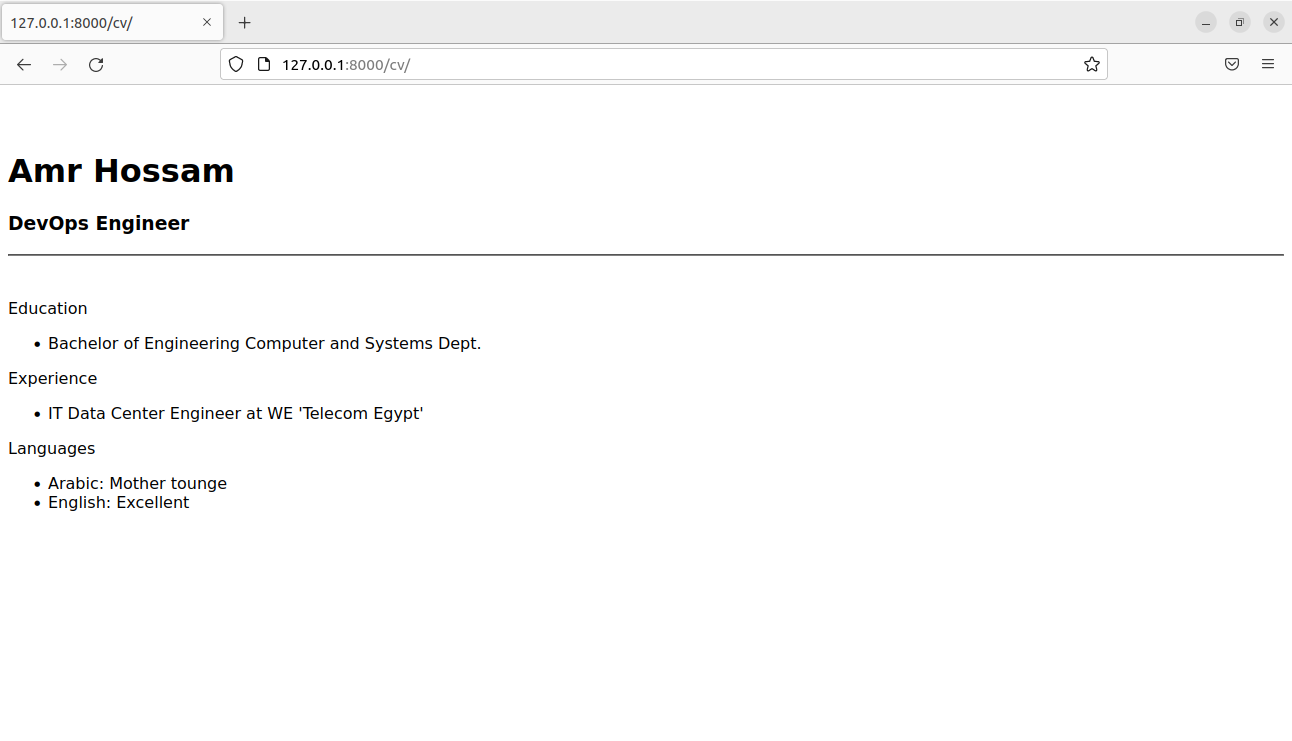 127.0.0.1:8000/cv/
127.0.0.1:8000/cv/
Amr Hossam
DevOps Engineer
Education
• Bachelor of Engineering Computer and Systems Dept.
Experience
• IT Data Center Engineer at WE 'Telecom Egypt'
Languages
• Arabic: Mother tounge
• English: Excellent